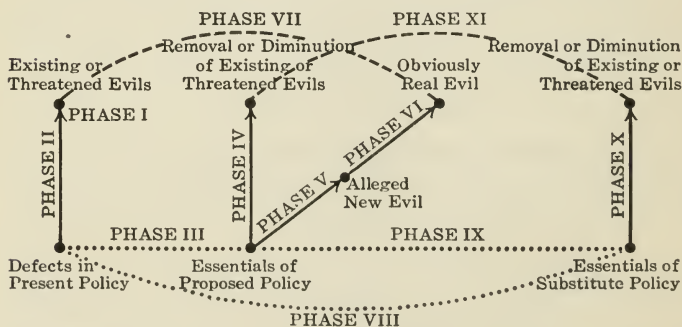 PHASE VII
PHASE XI
Existing or
Threatened Evils
Removal or Diminution
of Existing or
Threatened Evils
Obviously
Real Evil
Removal or Diminution
of Existing or
Threatened Evils
PHASE I
PHASE II
PHASE IV
PHASE V
PHASE VI
PHASE X
Alleged
New Evil
PHASE III
PHASE IX
Defects in
Present Policy
Essentials of
Proposed Policy
Essentials of
Substitute Policy
PHASE VIII